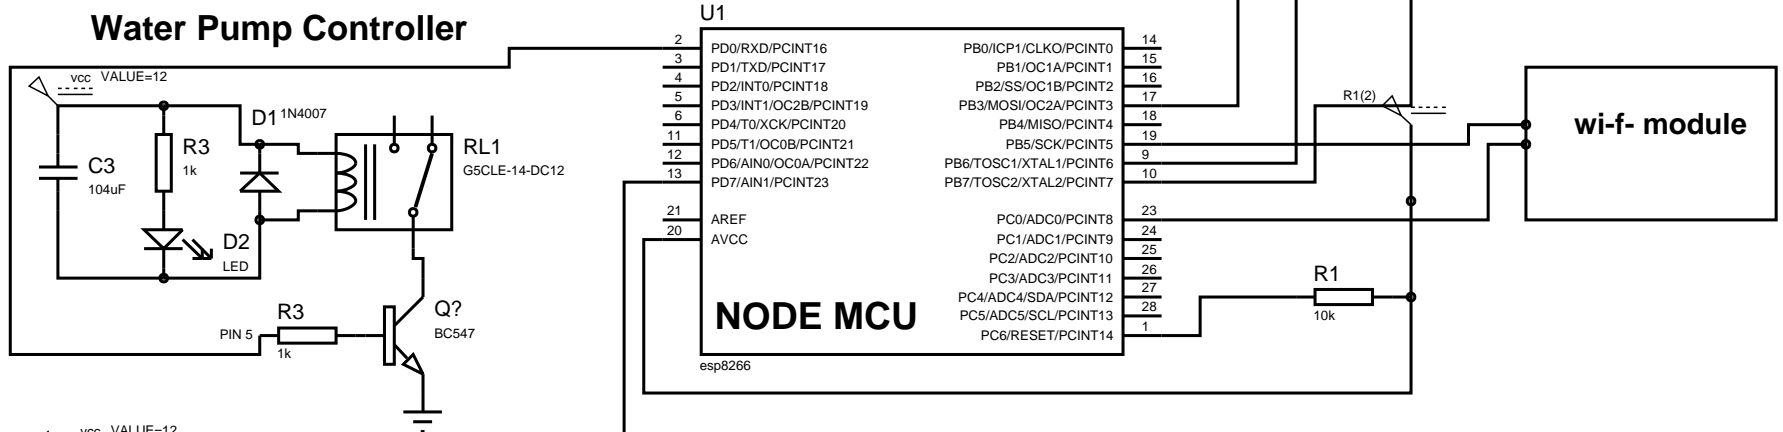 Water Pump Controller
vcc VALUE=12
C3
104uF
R3
1k
D2
LED
D1 1N4007
RL1
G5CLE-14-DC12
PIN 5
R3
1k
Q?
BC547
vcc VALUE=12
U1
2 PD0/RXD/PCINT16
3 PD1/TXD/PCINT17
4 PD2/INT0/PCINT18
5 PD3/INT1/OC2B/PCINT19
6 PD4/T0/XCK/PCINT20
11 PD5/T1/OC0B/PCINT21
12 PD6/AIN0/OC0A/PCINT22
13 PD7/AIN1/PCINT23
21 AREF
20 AVCC
PB0/ICP1/CLKO/PCINT0 14
PB1/OC1A/PCINT1 15
PB2/SS/OC1B/PCINT2 16
PB3/MOSI/OC2A/PCINT3 17
PB4/MISO/PCINT4 18
PB5/SCK/PCINT5 19
PB6/TOSC1/XTAL1/PCINT6 9
PB7/TOSC2/XTAL2/PCINT7 10
PC0/ADC0/PCINT8 23
PC1/ADC1/PCINT9 24
PC2/ADC2/PCINT10 25
PC3/ADC3/PCINT11 26
PC4/ADC4/SDA/PCINT12 27
PC5/ADC5/SCL/PCINT13 28
PC6/RESET/PCINT14 1
NODE MCU
esp8266
R1(2)
R1
10k
wi-f- module